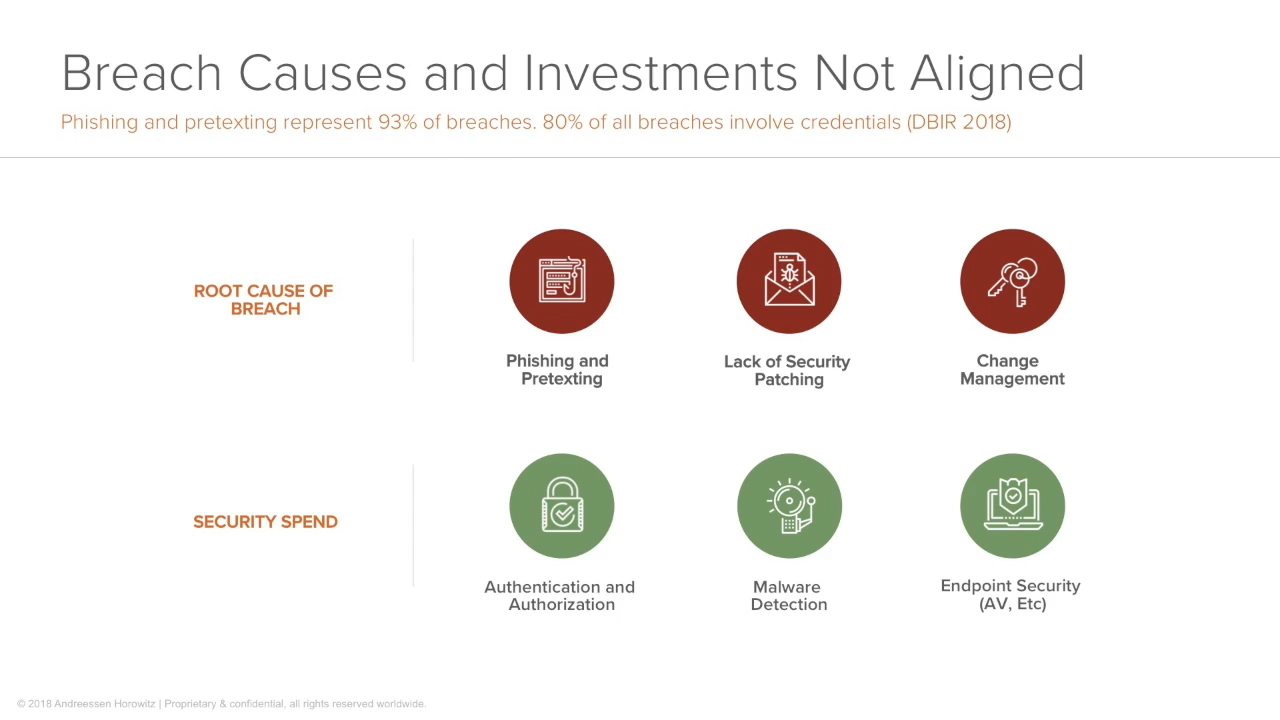 Breach Causes and Investments Not Aligned
Phishing and pretexting represent 93% of breaches. 80% of all breaches involve credentials (DBIR 2018)
ROOT CAUSE OF
BREACH
Phishing and
Pretexting
Lack of Security
Patching
Change
Management
SECURITY SPEND
Authentication and
Authorization
Malware
Detection
Endpoint Security
(AV, Etc)
© 2018 Andreessen Horowitz | Proprietary & confidential, all rights reserved worldwide.